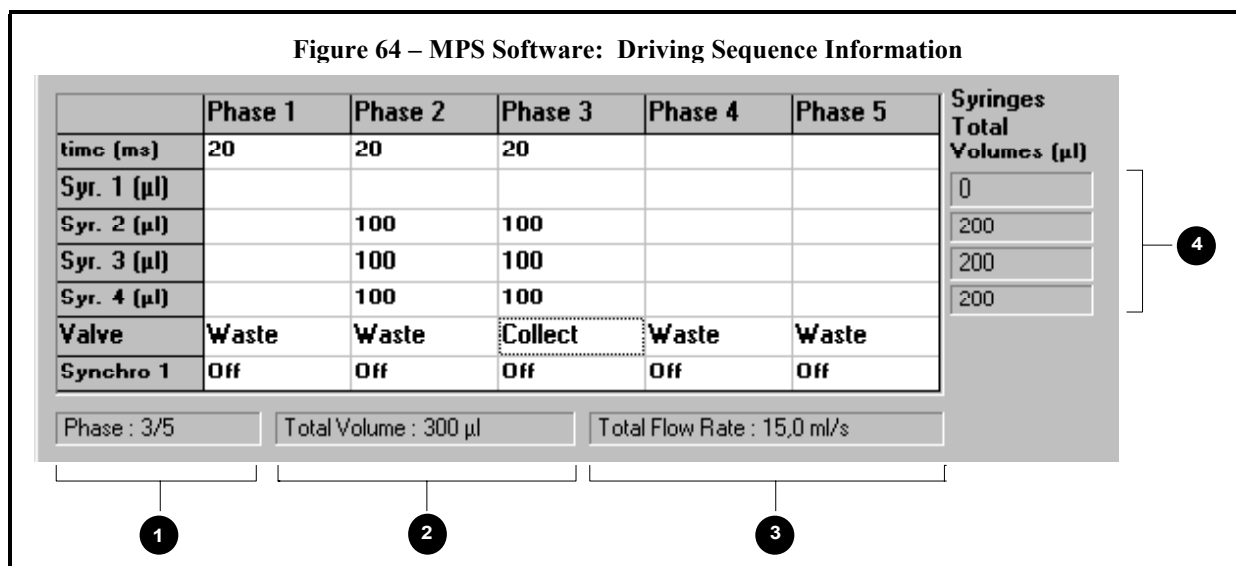 Figure 64 – MPS Software:  Driving Sequence Information
Phase 1 Phase 2 Phase 3 Phase 4 Phase 5
Syringes
Total
Volumes (µl)
time (ms) 20 20 20
Syr. 1 (µl) 0
Syr. 2 (µl) 100 100 200
Syr. 3 (µl) 100 100 200
Syr. 4 (µl) 100 100 200
4
Valve Waste Waste Collect Waste Waste
Synchro 1 Off Off Off Off Off
Phase : 3/5 Total Volume : 300 µl Total Flow Rate : 15,0 ml/s
1 2 3